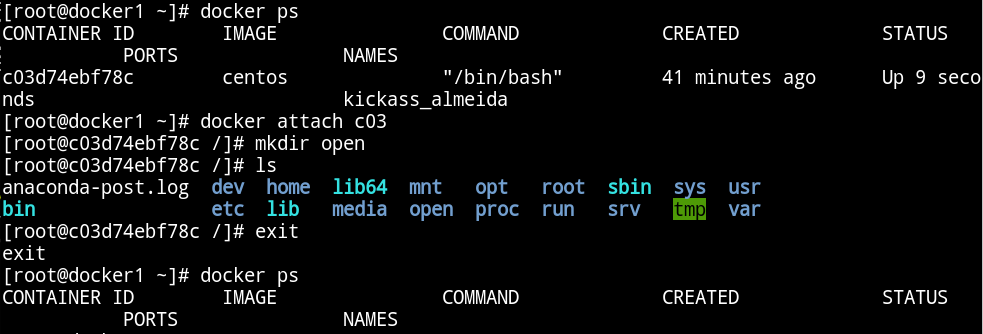 [root@docker1 ~]# docker ps
CONTAINER ID IMAGE COMMAND CREATED STATUS
PORTS NAMES
c03d74ebf78c centos "/bin/bash" 41 minutes ago Up 9 seco
nds kickass_almeida
[root@docker1 ~]# docker attach c03
[root@c03d74ebf78c /]# mkdir open
[root@c03d74ebf78c /]# ls
anaconda-post.log dev home lib64 mnt opt root sbin sys usr
bin etc lib media open proc run srv tmp var
[root@c03d74ebf78c /]# exit
exit
[root@docker1 ~]# docker ps
CONTAINER ID IMAGE COMMAND CREATED STATUS
PORTS NAMES